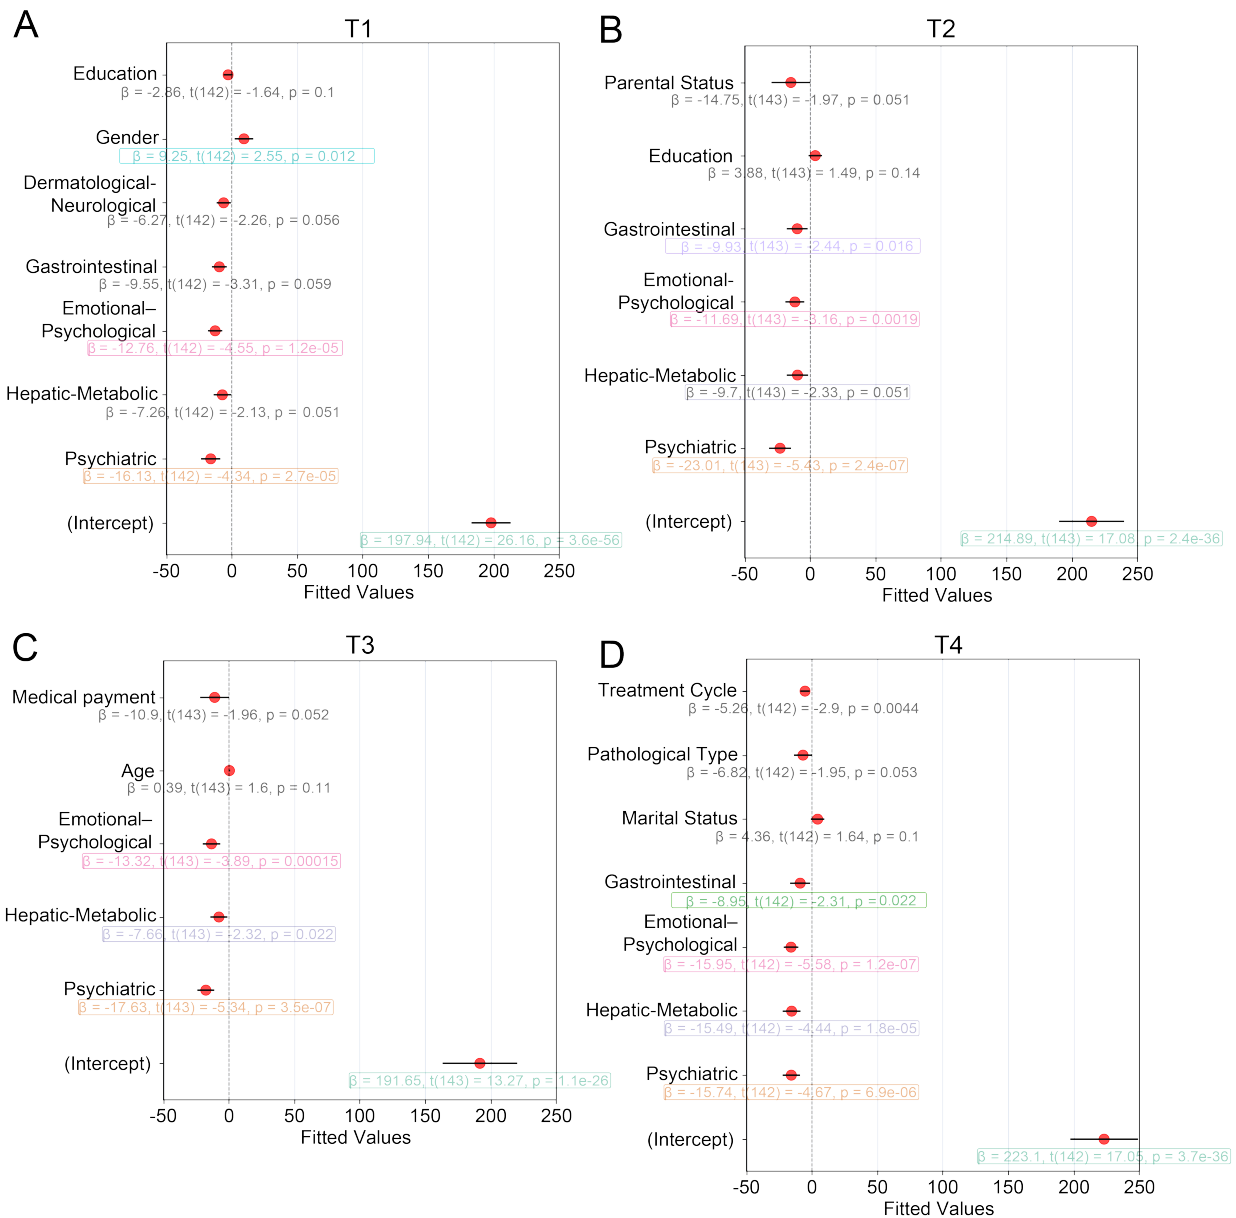 A
T1
Education
β = -2.86, t(142) = -1.64, p = 0.1
Gender
β = 9.25, t(142) = 2.55, p = 0.012
Dermatological-
Neurological
β = -6.27, t(142) = -2.26, p = 0.056
Gastrointestinal
β = -9.55, t(142) = -3.31, p = 0.059
Emotional–
Psychological
β = -12.76, t(142) = -4.55, p = 1.2e-05
Hepatic-Metabolic
β = -7.26, t(142) = -2.13, p = 0.051
Psychiatric
β = -16.13, t(142) = -4.34, p = 2.7e-05
(Intercept)
β = 197.94, t(142) = 26.16, p = 3.6e-56
-50 0 50 100 150 200 250
Fitted Values
B
T2
Parental Status
β = -14.75, t(143) = -1.97, p = 0.051
Education
β = 3.88, t(143) = 1.49, p = 0.14
Gastrointestinal
β = -9.93, t(143) = -2.44, p = 0.016
Emotional-
Psychological
β = -11.69, t(143) = -3.16, p = 0.0019
Hepatic-Metabolic
β = -9.7, t(143) = -2.33, p = 0.051
Psychiatric
β = -23.01, t(143) = -5.43, p = 2.4e-07
(Intercept)
β = 214.89, t(143) = 17.08, p = 2.4e-36
-50 0 50 100 150 200 250
Fitted Values
C
T3
Medical payment
β = -10.9, t(143) = -1.96, p = 0.052
Age
β = 0.39, t(143) = 1.6, p = 0.11
Emotional–
Psychological
β = -13.32, t(143) = -3.89, p = 0.00015
Hepatic-Metabolic
β = -7.66, t(143) = -2.32, p = 0.022
Psychiatric
β = -17.63, t(143) = -5.34, p = 3.5e-07
(Intercept)
β = 191.65, t(143) = 13.27, p = 1.1e-26
-50 0 50 100 150 200 250
Fitted Values
D
T4
Treatment Cycle
β = -5.26, t(142) = -2.9, p = 0.0044
Pathological Type
β = -6.82, t(142) = -1.95, p = 0.053
Marital Status
β = 4.36, t(142) = 1.64, p = 0.1
Gastrointestinal
β = -8.95, t(142) = -2.31, p = 0.022
Emotional–
Psychological
β = -15.95, t(142) = -5.58, p = 1.2e-07
Hepatic-Metabolic
β = -15.49, t(142) = -4.44, p = 1.8e-05
Psychiatric
β = -15.74, t(142) = -4.67, p = 6.9e-06
(Intercept)
β = 223.1, t(142) = 17.05, p = 3.7e-36
-50 0 50 100 150 200 250
Fitted Values